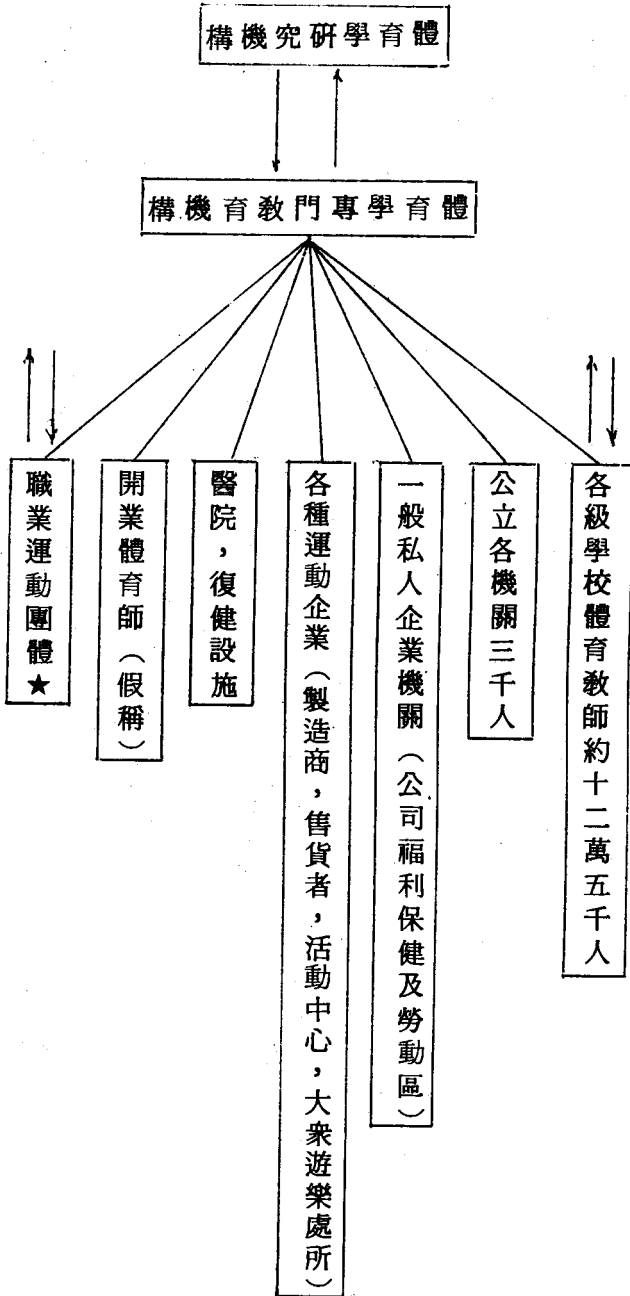 體育學研究機構
體育學專門教育機構
各級學校體育教師約十二萬五千人
公立各機關三千人
一般私人企業機關（公司福利保健及勞動區）
各種運動企業（製造商，售貨者，活動中心，大衆遊樂處所）
醫院，復健設施
開業體育師（假稱）
職業運動團體★